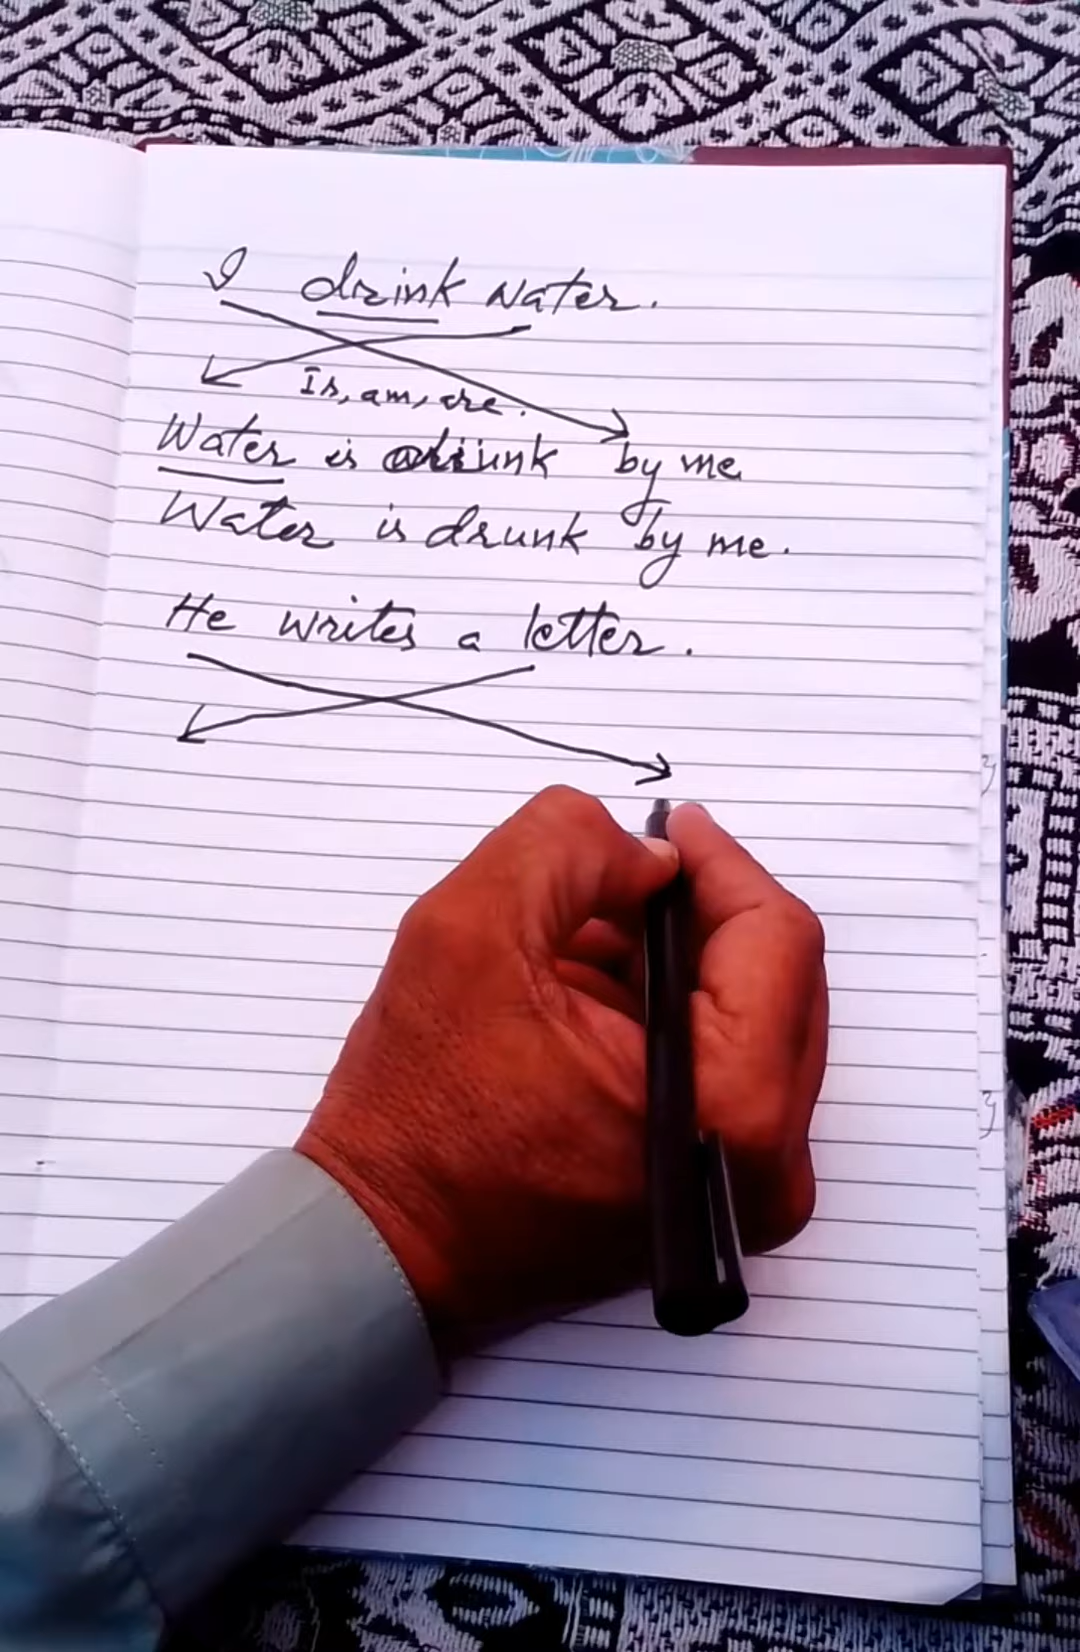 I drink water.
Is, am, are.
Water is drunk by me
Water is drunk by me.
He writes a letter.